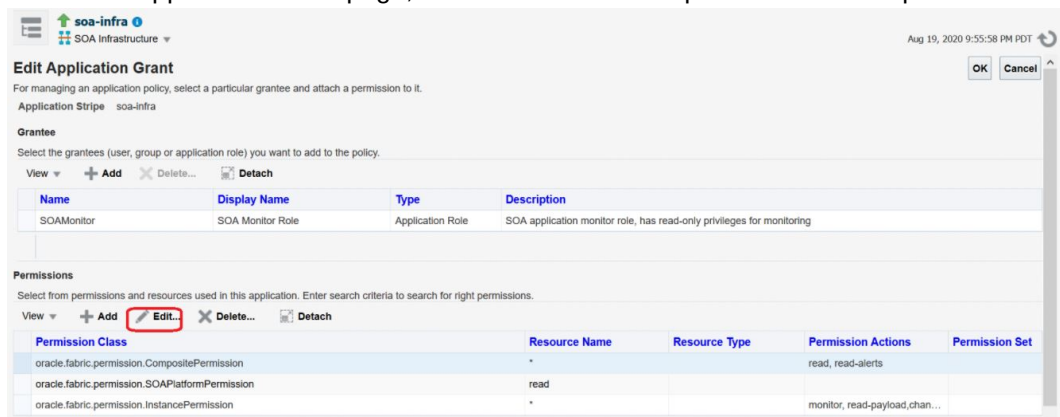 soa-infra
SOA Infrastructure
Aug 19, 2020 9:55:58 PM PDT
Edit Application Grant
OK Cancel
For managing an application policy, select a particular grantee and attach a permission to it.
Application Stripe soa-infra
Grantee
Select the grantees (user, group or application role) you want to add to the policy.
View Add Delete... Detach
Name Display Name Type Description
SOAMonitor SOA Monitor Role Application Role SOA application monitor role, has read-only privileges for monitoring
Permissions
Select from permissions and resources used in this application. Enter search criteria to search for right permissions.
View Add Edit... Delete... Detach
Permission Class Resource Name Resource Type Permission Actions Permission Set
oracle.fabric.permission.CompositePermission * read, read-alerts
oracle.fabric.permission.SOAPlatformPermission read
oracle.fabric.permission.InstancePermission * monitor, read-payload,chan...